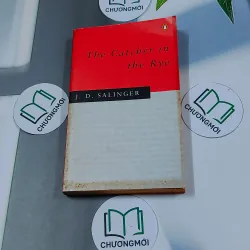 The Catcher in
the Rye
J. D. SALINGER
CHUONGMOI
CHUONGMOI
CHUONGMOI
CHUONGMOI